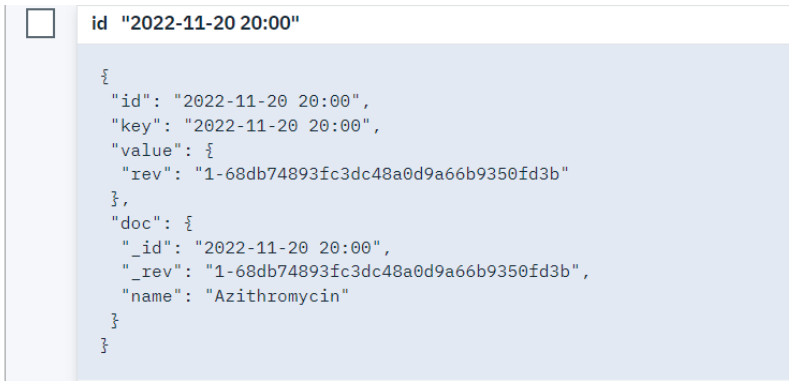 id "2022-11-20 20:00"
{
"id": "2022-11-20 20:00",
"key": "2022-11-20 20:00",
"value": {
"rev": "1-68db74893fc3dc48a0d9a66b9350fd3b"
},
"doc": {
"_id": "2022-11-20 20:00",
"_rev": "1-68db74893fc3dc48a0d9a66b9350fd3b",
"name": "Azithromycin"
}
}